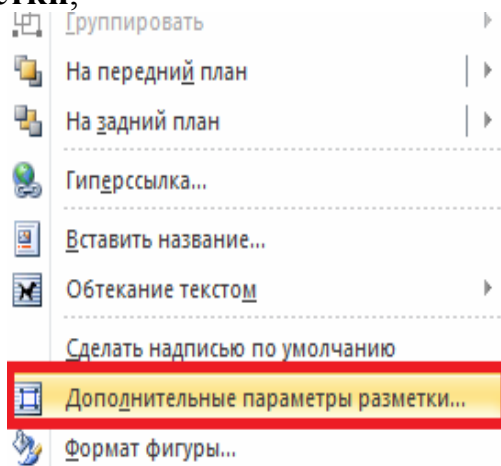 Группировать
На передний план
На задний план
Гиперссылка...
Вставить название...
Обтекание текстом
Сделать надписью по умолчанию
Дополнительные параметры разметки...
Формат фигуры...